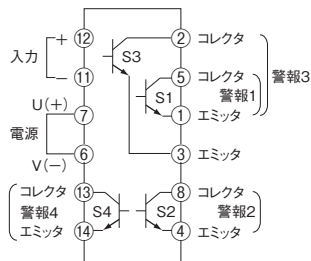 入力
+
−
12
11
U(+)
7
電源
6
V(−)
S3
S1
2
コレクタ
5
コレクタ
警報1
1
エミッタ
警報3
3
エミッタ
13
コレクタ
警報4
エミッタ
14
S4
S2
8
コレクタ
警報2
4
エミッタ